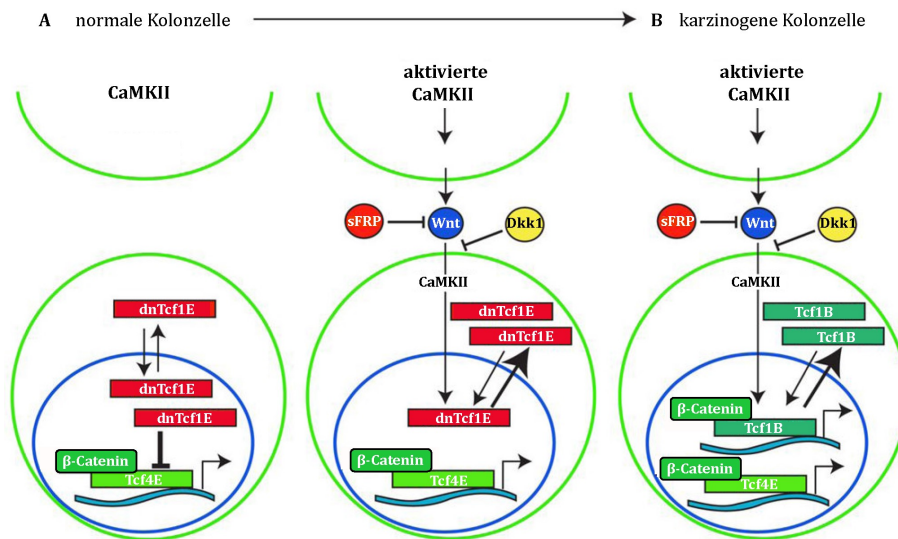 A normale Kolonzelle
B karzinogene Kolonzelle
CaMKII
aktivierte
CaMKII
aktivierte
CaMKII
sFRP
Wnt
Dkk1
sFRP
Wnt
Dkk1
CaMKII
CaMKII
dnTcf1E
dnTcf1E
dnTcf1E
β-Catenin
Tcf4E
dnTcf1E
dnTcf1E
dnTcf1E
β-Catenin
Tcf4E
Tcf1B
Tcf1B
β-Catenin
Tcf1B
β-Catenin
Tcf4E